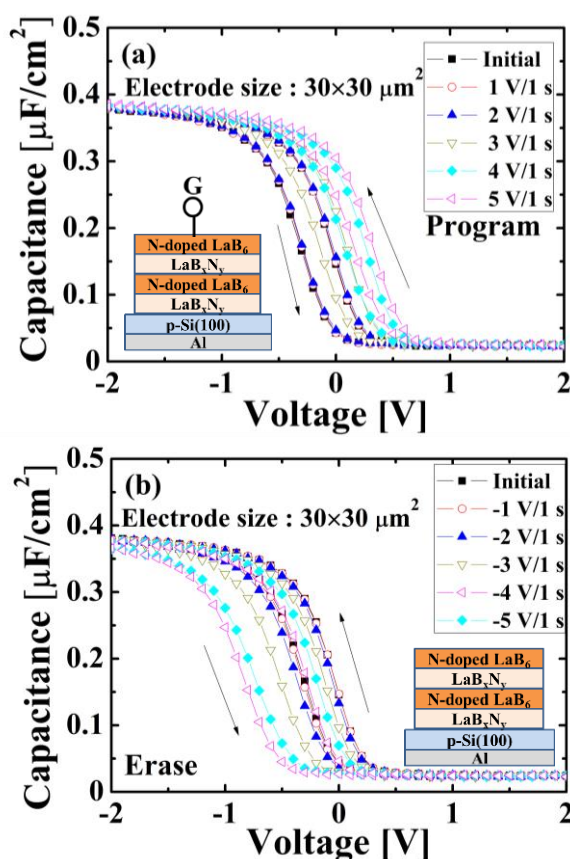 (a)
Electrode size : 30×30 μm²
Initial
1 V/1 s
2 V/1 s
3 V/1 s
4 V/1 s
5 V/1 s
Program
G
N-doped LaB₆
LaBₓNᵧ
N-doped LaB₆
LaBₓNᵧ
p-Si(100)
Al
Capacitance [μF/cm²]
0.5
0.4
0.3
0.2
0.1
0
-2
-1
0
1
2
Voltage [V]
(b)
Electrode size : 30×30 μm²
Initial
-1 V/1 s
-2 V/1 s
-3 V/1 s
-4 V/1 s
-5 V/1 s
N-doped LaB₆
LaBₓNᵧ
N-doped LaB₆
LaBₓNᵧ
p-Si(100)
Al
Erase
Capacitance [μF/cm²]
0.5
0.4
0.3
0.2
0.1
0
-2
-1
0
1
2
Voltage [V]